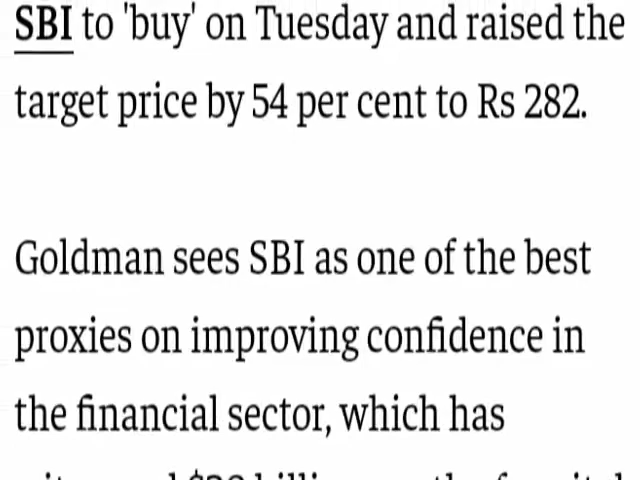 SBI to 'buy' on Tuesday and raised the
target price by 54 per cent to Rs 282.
Goldman sees SBI as one of the best
proxies on improving confidence in
the financial sector, which has